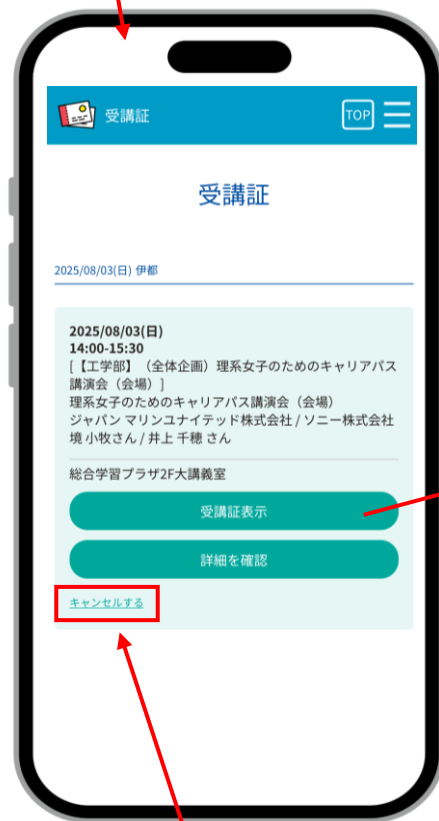 受講証
TOP
受講証
2025/08/03(日) 伊都
2025/08/03(日)
14:00-15:30
[【工学部】（全体企画）理系女子のためのキャリアパス
講演会（会場）]
理系女子のためのキャリアパス講演会（会場）
ジャパン マリンユナイテッド株式会社 / ソニー株式会社
境 小牧さん / 井上 千穂 さん
総合学習プラザ2F大講義室
受講証表示
詳細を確認
キャンセルする